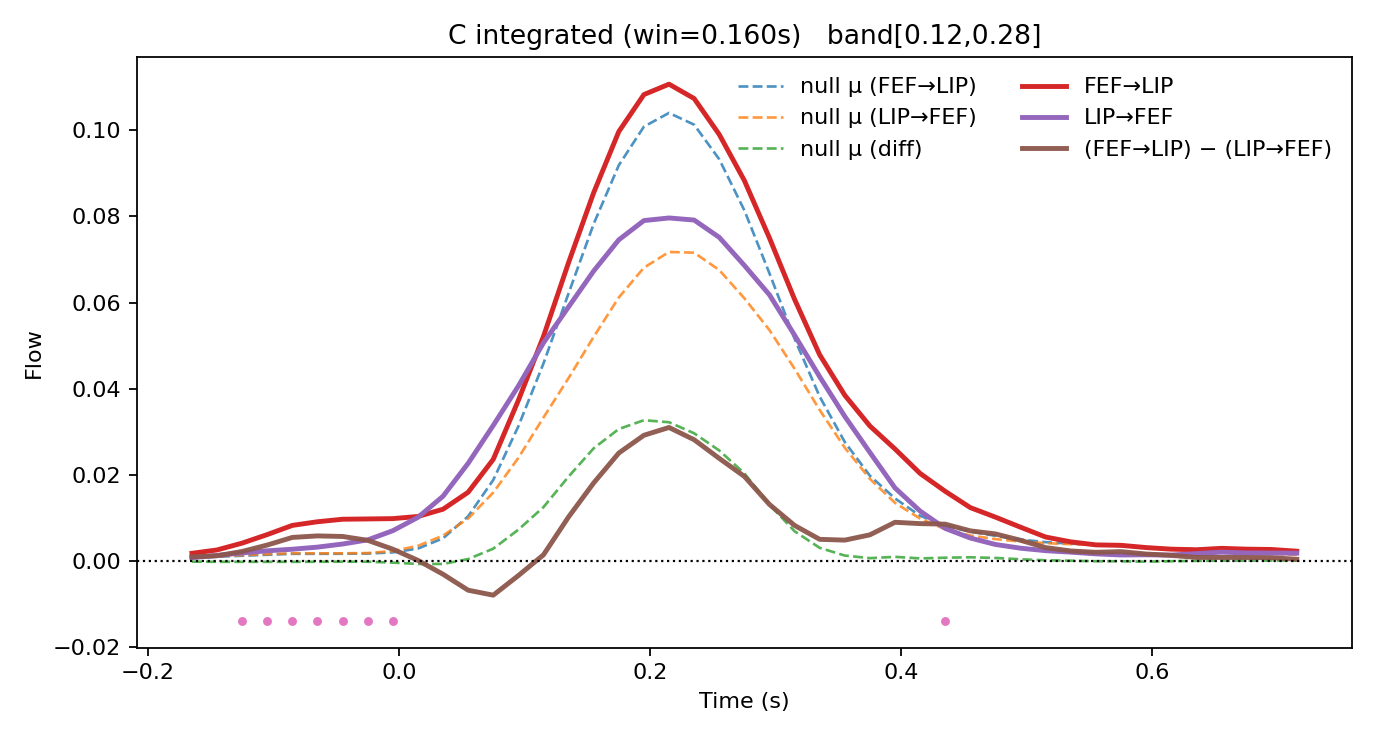 C integrated (win=0.160s)   band[0.12,0.28]
null μ (FEF→LIP)
null μ (LIP→FEF)
null μ (diff)
FEF→LIP
LIP→FEF
(FEF→LIP) − (LIP→FEF)
Flow
0.10
0.08
0.06
0.04
0.02
0.00
−0.02
−0.2
0.0
0.2
0.4
0.6
Time (s)